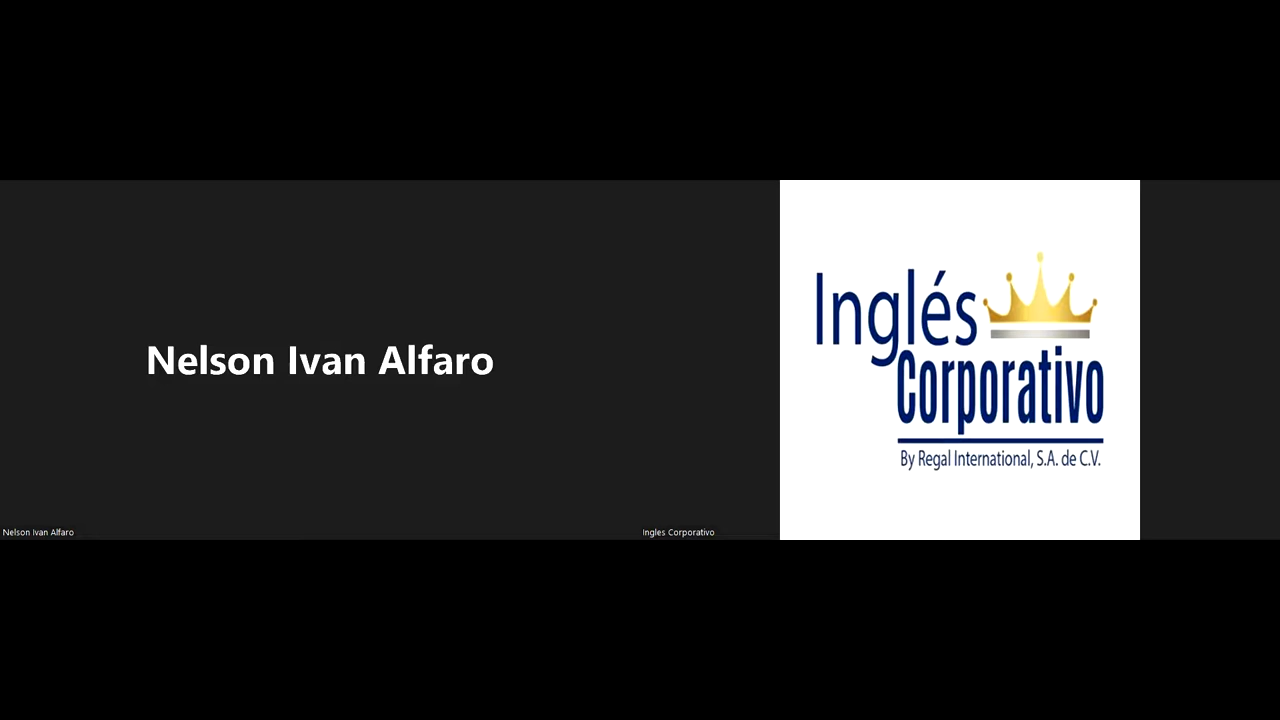 Nelson Ivan Alfaro
Nelson Ivan Alfaro
Inglés
Corporativo
By Regal International, S.A. de C.V.
Ingles Corporativo